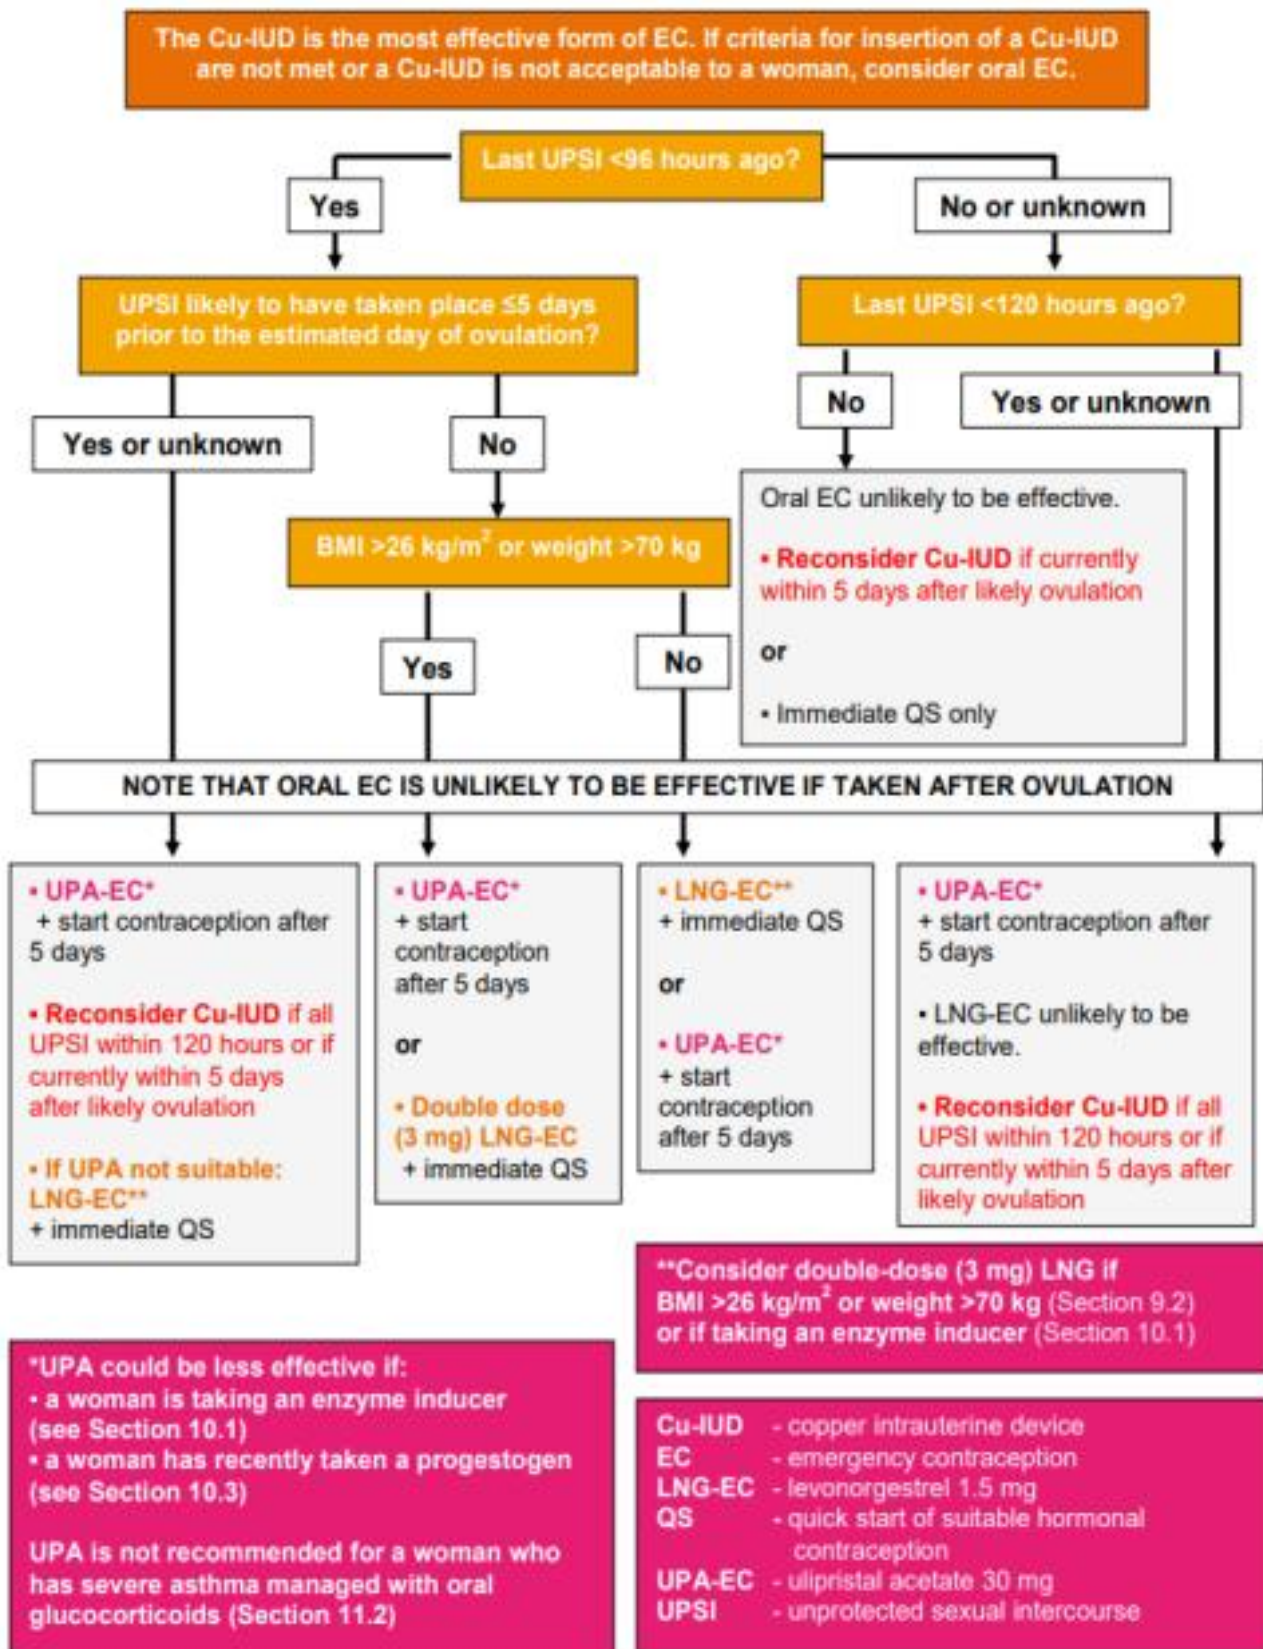 The Cu-IUD is the most effective form of EC. If criteria for insertion of a Cu-IUD
are not met or a Cu-IUD is not acceptable to a woman, consider oral EC.
Last UPSI <96 hours ago?
Yes
No or unknown
UPSI likely to have taken place ≤5 days
prior to the estimated day of ovulation?
Last UPSI <120 hours ago?
Yes or unknown
No
No
Yes or unknown
BMI >26 kg/m² or weight >70 kg
Yes
No
Oral EC unlikely to be effective.
▪ Reconsider Cu-IUD if currently
within 5 days after likely ovulation
or
▪ Immediate QS only
NOTE THAT ORAL EC IS UNLIKELY TO BE EFFECTIVE IF TAKEN AFTER OVULATION
▪ UPA-EC*
+ start contraception after
5 days
▪ Reconsider Cu-IUD if all
UPSI within 120 hours or if
currently within 5 days
after likely ovulation
▪ If UPA not suitable:
LNG-EC**
+ immediate QS
▪ UPA-EC*
+ start
contraception
after 5 days
or
▪ Double dose
(3 mg) LNG-EC
+ immediate QS
▪ LNG-EC**
+ immediate QS
or
▪ UPA-EC*
+ start
contraception
after 5 days
▪ UPA-EC*
+ start contraception after
5 days
▪ LNG-EC unlikely to be
effective.
▪ Reconsider Cu-IUD if all
UPSI within 120 hours or if
currently within 5 days after
likely ovulation
**Consider double-dose (3 mg) LNG if
BMI >26 kg/m² or weight >70 kg (Section 9.2)
or if taking an enzyme inducer (Section 10.1)
*UPA could be less effective if:
▪ a woman is taking an enzyme inducer
(see Section 10.1)
▪ a woman has recently taken a progestogen
(see Section 10.3)
UPA is not recommended for a woman who
has severe asthma managed with oral
glucocorticoids (Section 11.2)
Cu-IUD - copper intrauterine device
EC - emergency contraception
LNG-EC - levonorgestrel 1.5 mg
QS - quick start of suitable hormonal
contraception
UPA-EC - ulipristal acetate 30 mg
UPSI - unprotected sexual intercourse